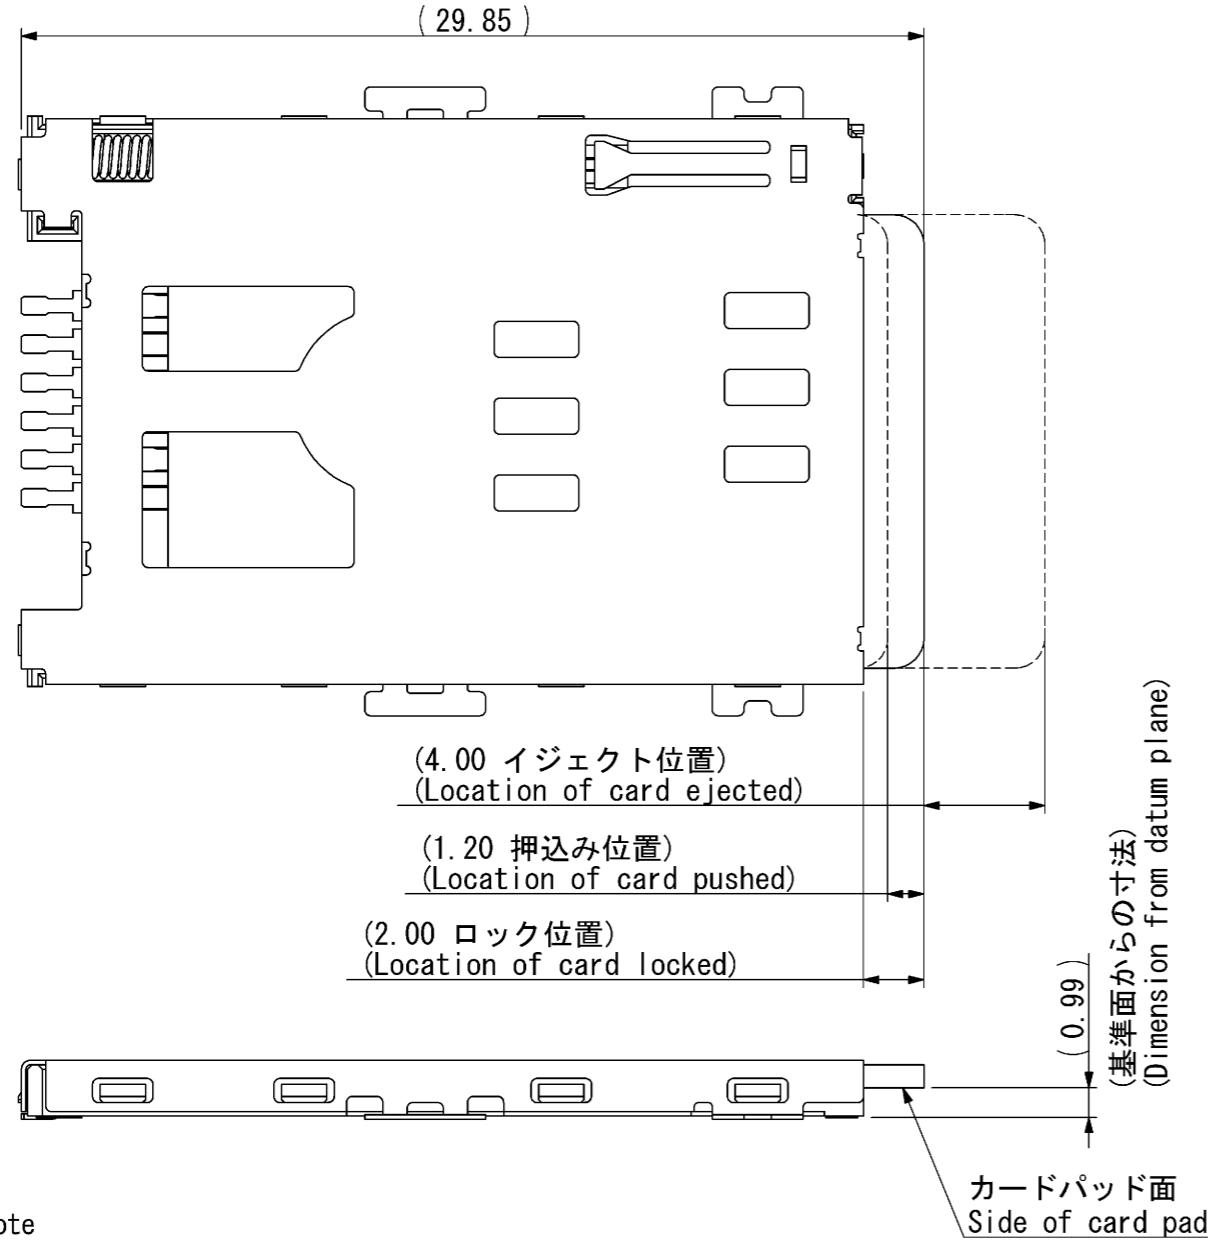 (29.85)
(4.00 イジェクト位置)
(Location of card ejected)
(1.20 押込み位置)
(Location of card pushed)
(2.00 ロック位置)
(Location of card locked)
(0.99)
(基準面からの寸法)
(Dimension from datum plane)
カードパッド面
Side of card pad
ote